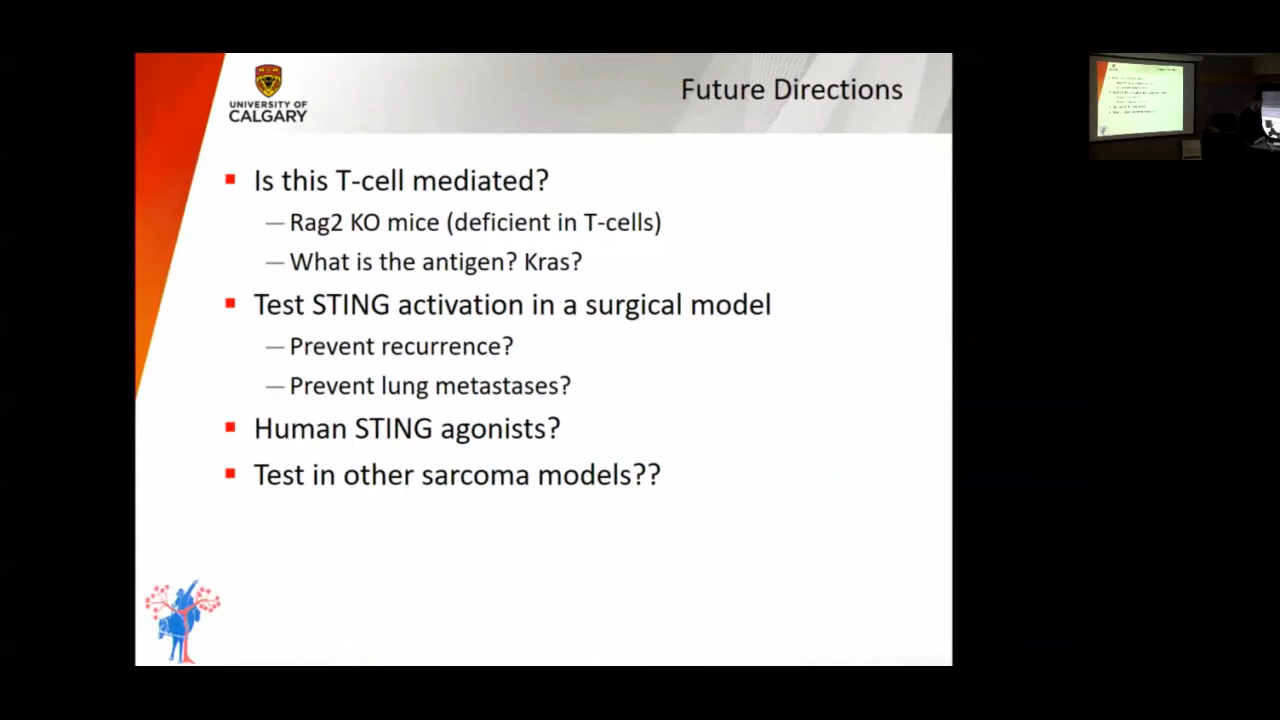 UNIVERSITY OF
CALGARY
Future Directions
Is this T-cell mediated?
— Rag2 KO mice (deficient in T-cells)
— What is the antigen? Kras?
Test STING activation in a surgical model
— Prevent recurrence?
— Prevent lung metastases?
Human STING agonists?
Test in other sarcoma models??